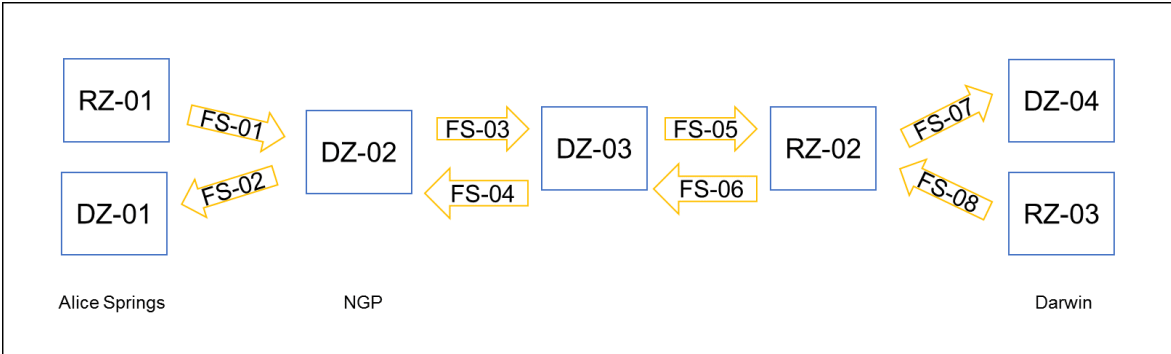 RZ-01
FS-01
DZ-02
FS-03
DZ-03
FS-05
RZ-02
FS-07
DZ-04
DZ-01
FS-02
FS-04
FS-06
FS-08
RZ-03
Alice Springs
NGP
Darwin